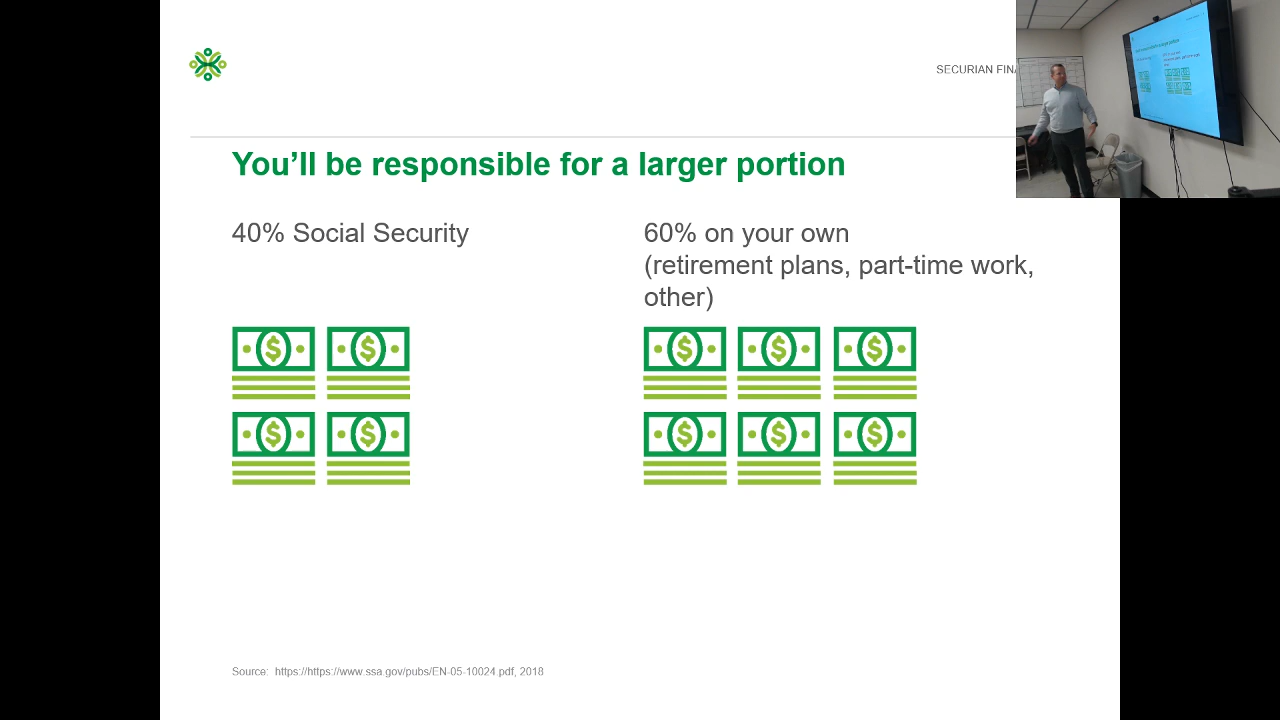 SECURIAN
You’ll be responsible for a larger portion
40% Social Security
60% on your own
(retirement plans, part-time work,
other)
Source: https://https://www.ssa.gov/pubs/EN-05-10024.pdf, 2018